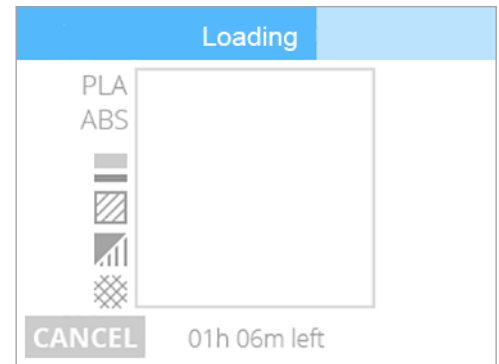 Loading
PLA
ABS
CANCEL
01h 06m left